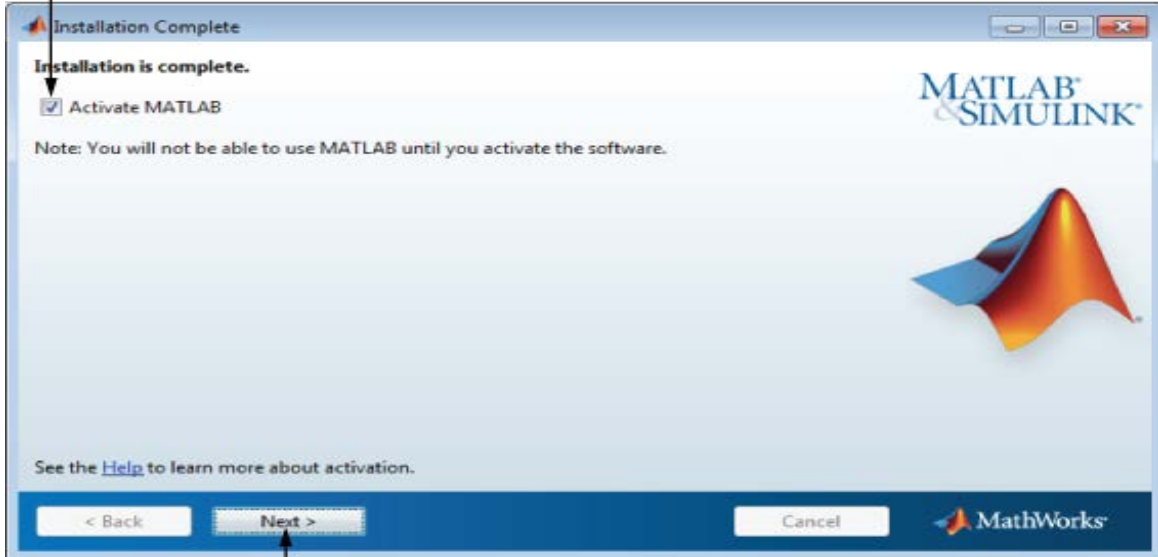 Installation Complete
Installation is complete.
Activate MATLAB
Note: You will not be able to use MATLAB until you activate the software.
MATLAB®
&SIMULINK®
See the Help to learn more about activation.
< Back
Next >
Cancel
MathWorks®